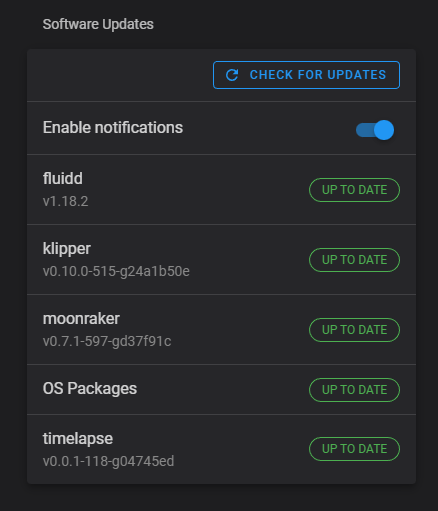 Software Updates
CHECK FOR UPDATES
Enable notifications
fluidd
v1.18.2
UP TO DATE
klipper
v0.10.0-515-g24a1b50e
UP TO DATE
moonraker
v0.7.1-597-gd37f91c
UP TO DATE
OS Packages
UP TO DATE
timelapse
v0.0.1-118-g04745ed
UP TO DATE